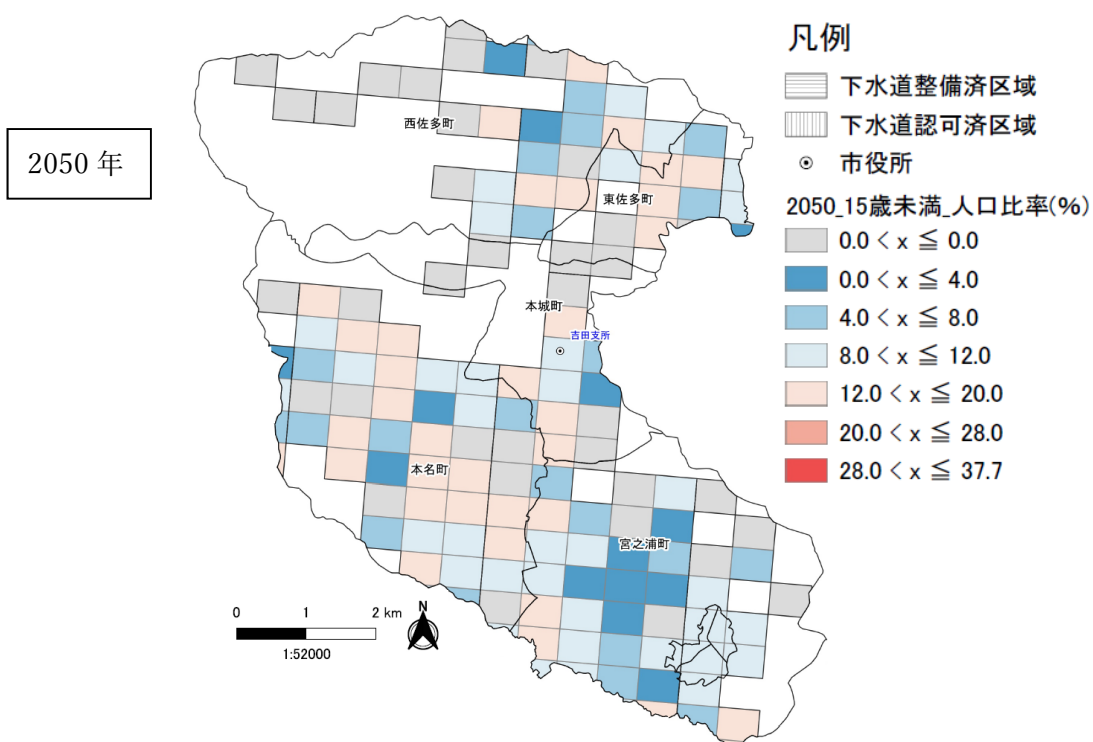 2050 年
西佐多町
東佐多町
本城町
吉田支所
本名町
宮之浦町
0 1 2 km
N
1:52000
凡例
下水道整備済区域
下水道認可済区域
市役所
2050_15歳未満_人口比率(%)
0.0 < x ≦ 0.0
0.0 < x ≦ 4.0
4.0 < x ≦ 8.0
8.0 < x ≦ 12.0
12.0 < x ≦ 20.0
20.0 < x ≦ 28.0
28.0 < x ≦ 37.7